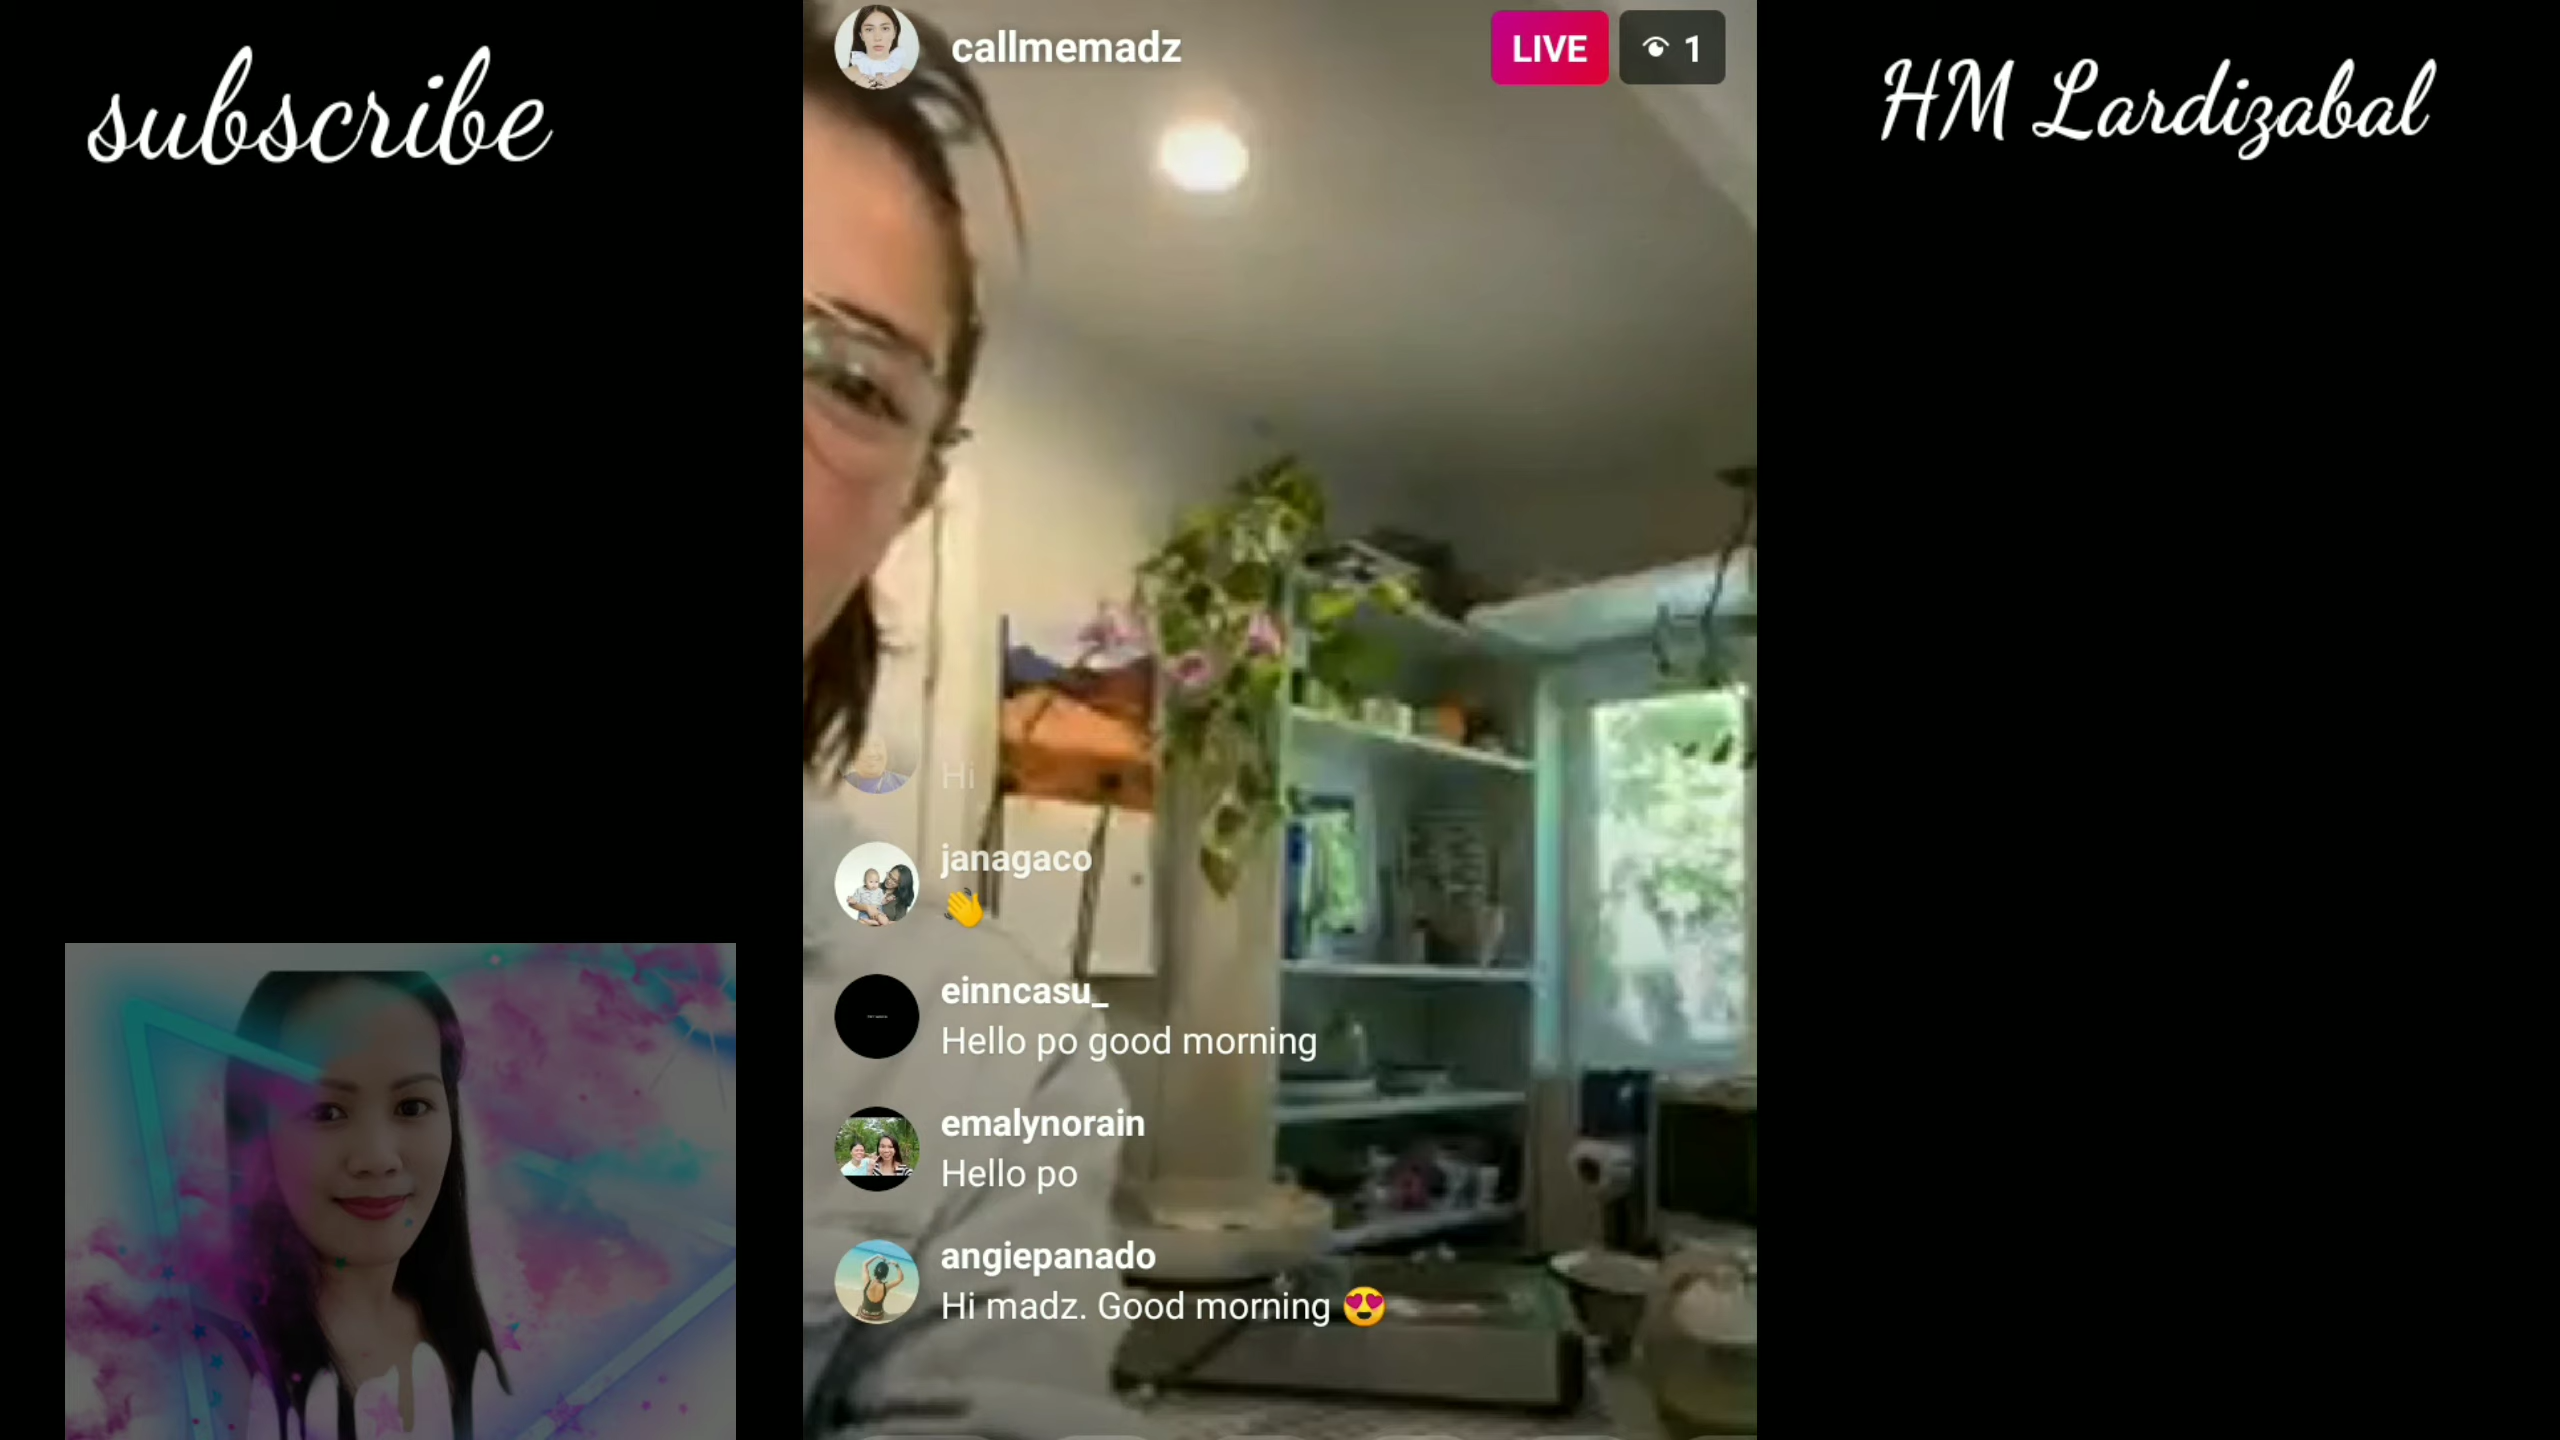 subscribe
HM Lardizabal
callmemadz
LIVE
1
Hi
janagaco
👋
einncasu_
Hello po good morning
emalynorain
Hello po
angiepanado
Hi madz. Good morning 😍